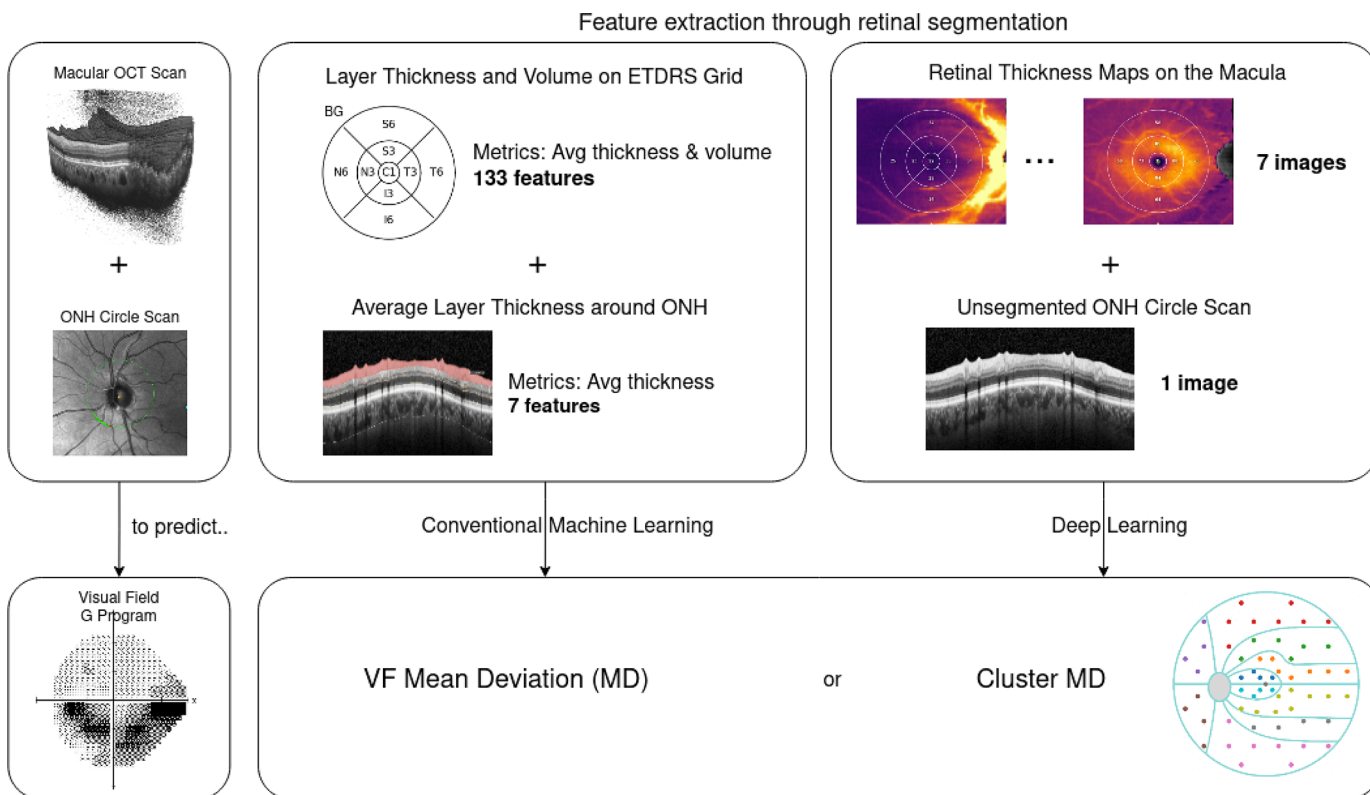 Feature extraction through retinal segmentation
Macular OCT Scan
+
ONH Circle Scan
Layer Thickness and Volume on ETDRS Grid
BG
S6
S3
N6 N3 C1 T3 T6
I3
I6
Metrics: Avg thickness & volume
133 features
+
Average Layer Thickness around ONH
Metrics: Avg thickness
7 features
Retinal Thickness Maps on the Macula
...
7 images
+
Unsegmented ONH Circle Scan
1 image
to predict..
Conventional Machine Learning
Deep Learning
Visual Field
G Program
x
VF Mean Deviation (MD)
or
Cluster MD